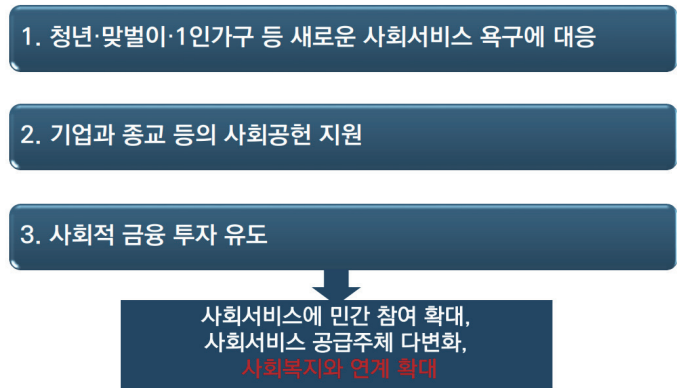 1. 청년·맞벌이·1인가구 등 새로운 사회서비스 욕구에 대응
2. 기업과 종교 등의 사회공헌 지원
3. 사회적 금융 투자 유도
사회서비스에 민간 참여 확대,
사회서비스 공급주체 다변화,
사회복지와 연계 확대